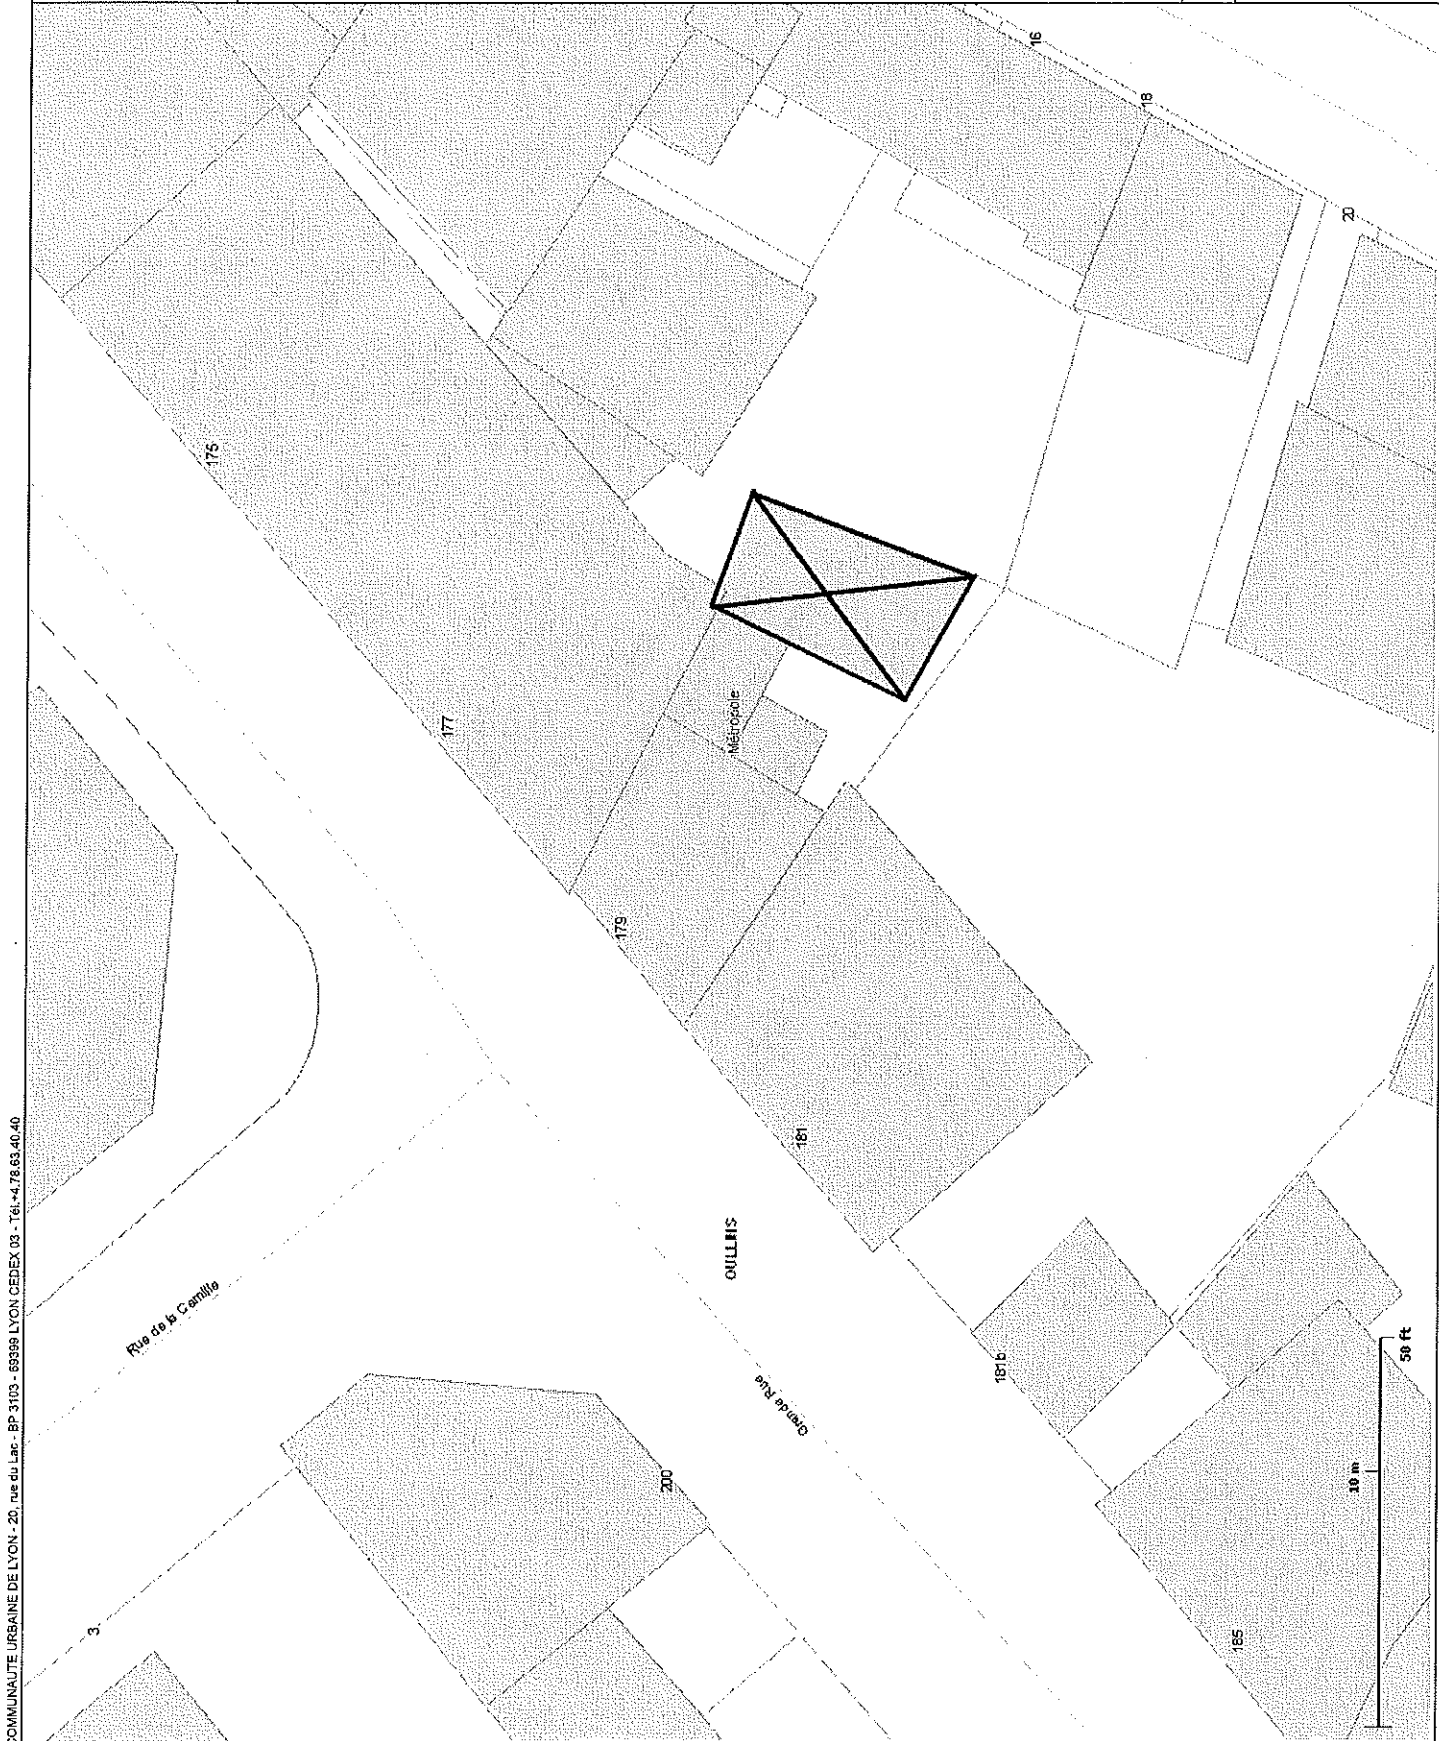 COMMUNAUTE URBAINE DE LYON - 20, rue du Lac - BP 3103 - 69399 LYON CEDEX 03 - Tél.+4.78.63.40.40
3
Rue de la Camille
200
OULLINS
Grande Rue
175
177
179
181
181b
185
Métropole
16
18
20
10 m
50 ft